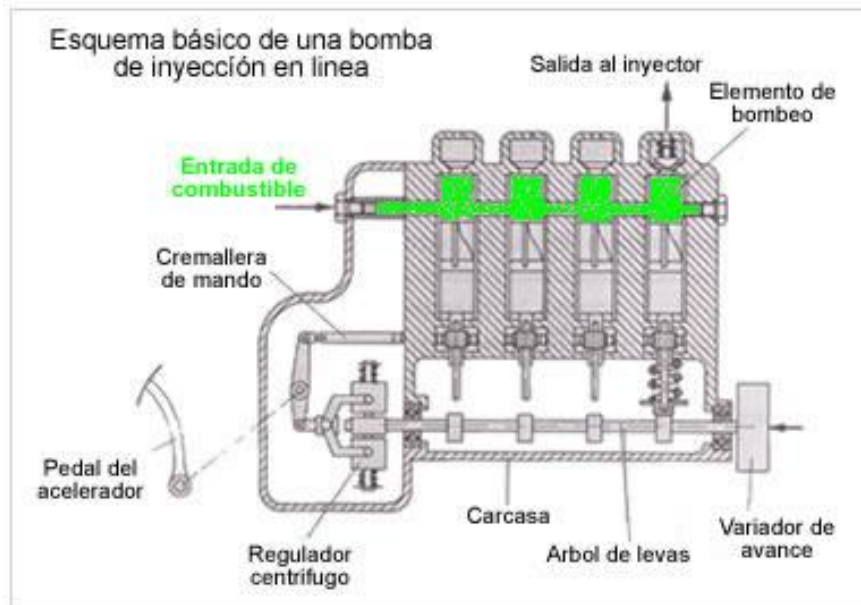 Esquema básico de una bomba
de inyección en linea
Salida al inyector
Elemento de
bombeo
Entrada de
combustible
Cremallera
de mando
Pedal del
acelerador
Regulador
centrifugo
Carcasa
Arbol de levas
Variador de
avance